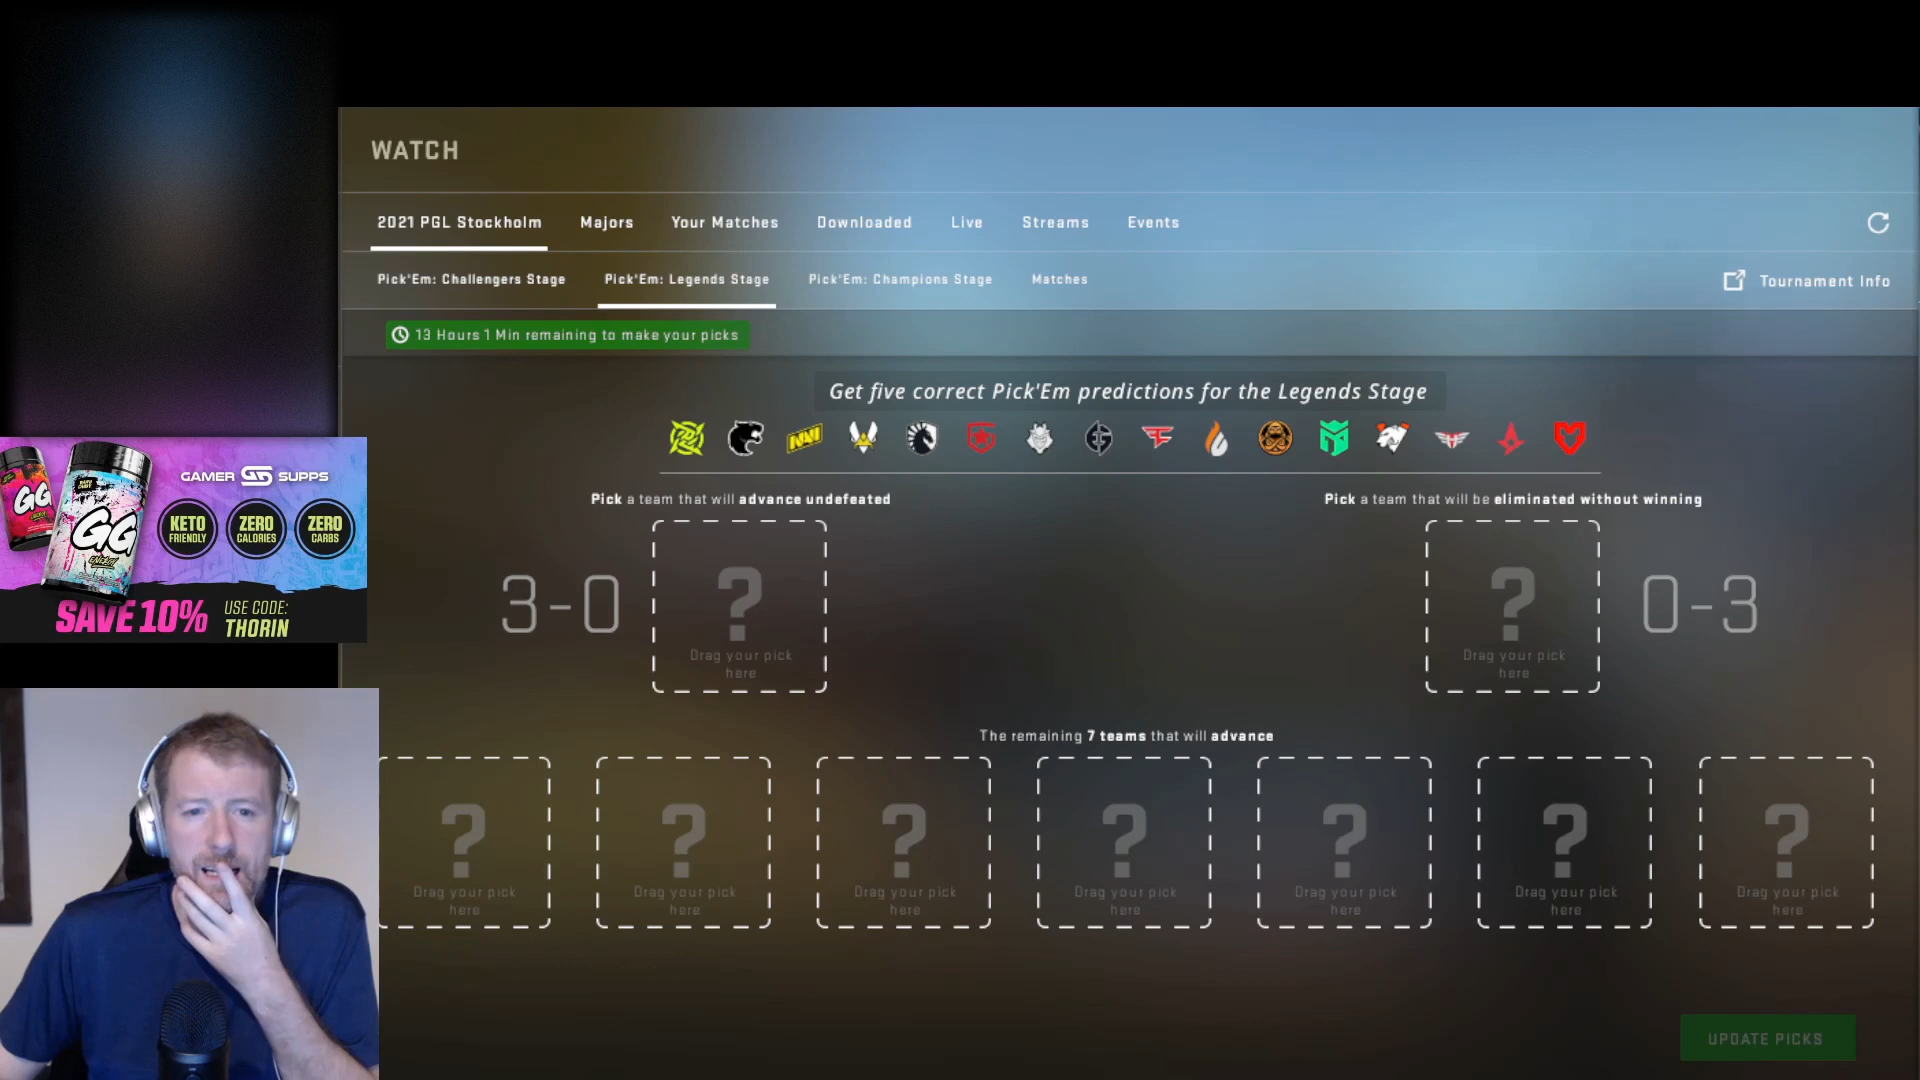 WATCH
2021 PGL Stockholm Majors Your Matches Downloaded Live Streams Events
Pick'Em: Challengers Stage Pick'Em: Legends Stage Pick'Em: Champions Stage Matches Tournament Info
13 Hours 1 Min remaining to make your picks
Get five correct Pick'Em predictions for the Legends Stage
Pick a team that will advance undefeated
Pick a team that will be eliminated without winning
3-0
?
Drag your pick
here
?
Drag your pick
here
0-3
GAMER SUPPS
GG
GG
KETO
FRIENDLY
ZERO
CALORIES
ZERO
CARBS
SAVE 10%
USE CODE:
THORIN
The remaining 7 teams that will advance
?
Drag your pick
here
?
Drag your pick
here
?
Drag your pick
here
?
Drag your pick
here
?
Drag your pick
here
?
Drag your pick
here
?
Drag your pick
here
UPDATE PICKS